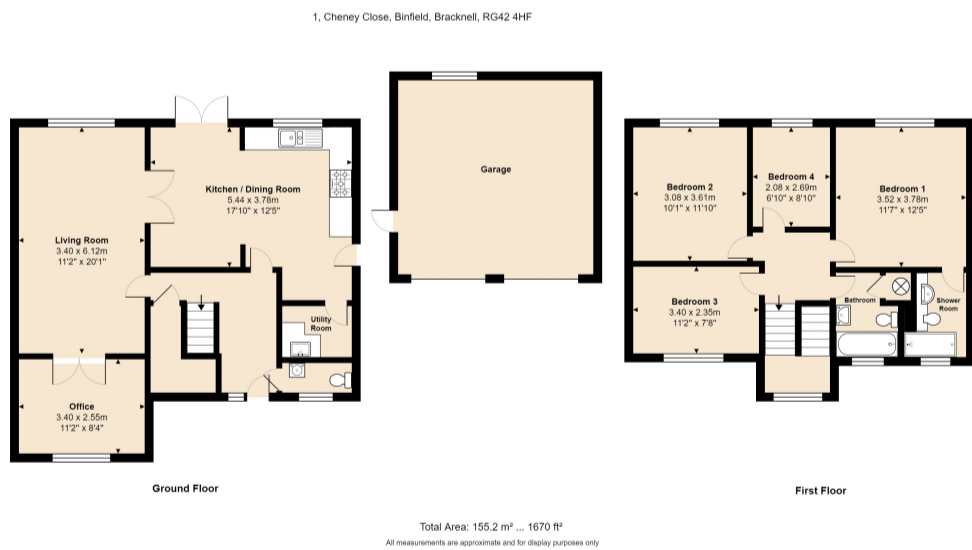 1, Cheney Close, Binfield, Bracknell, RG42 4HF
Garage
Kitchen / Dining Room
5.44 x 3.78m
17'10" x 12'5"
Living Room
3.40 x 6.12m
11'2" x 20'1"
Utility
Room
Office
3.40 x 2.55m
11'2" x 8'4"
Ground Floor
Bedroom 2
3.08 x 3.61m
10'1" x 11'10"
Bedroom 4
2.08 x 2.69m
6'10" x 8'10"
Bedroom 1
3.52 x 3.78m
11'7" x 12'5"
Bedroom 3
3.40 x 2.35m
11'2" x 7'8"
Bathroom
Shower
Room
First Floor
Total Area: 155.2 m² ... 1670 ft²
All measurements are approximate and for display purposes only